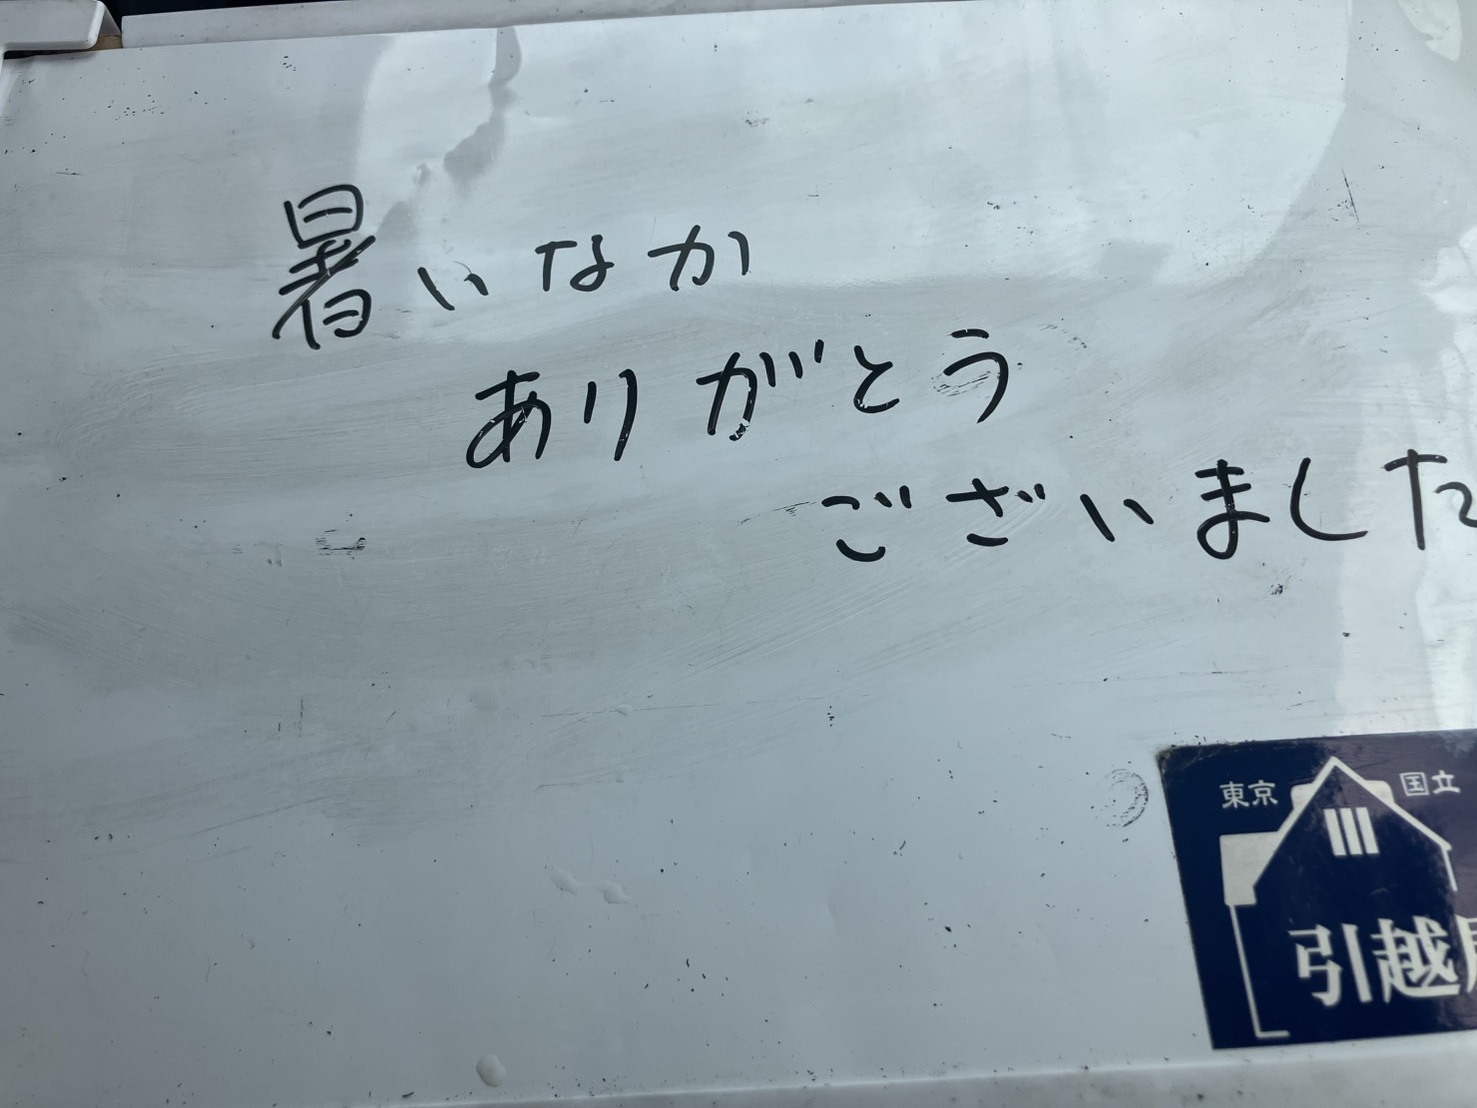 暑いなか
ありがとう
ございました
東京 国立
引越